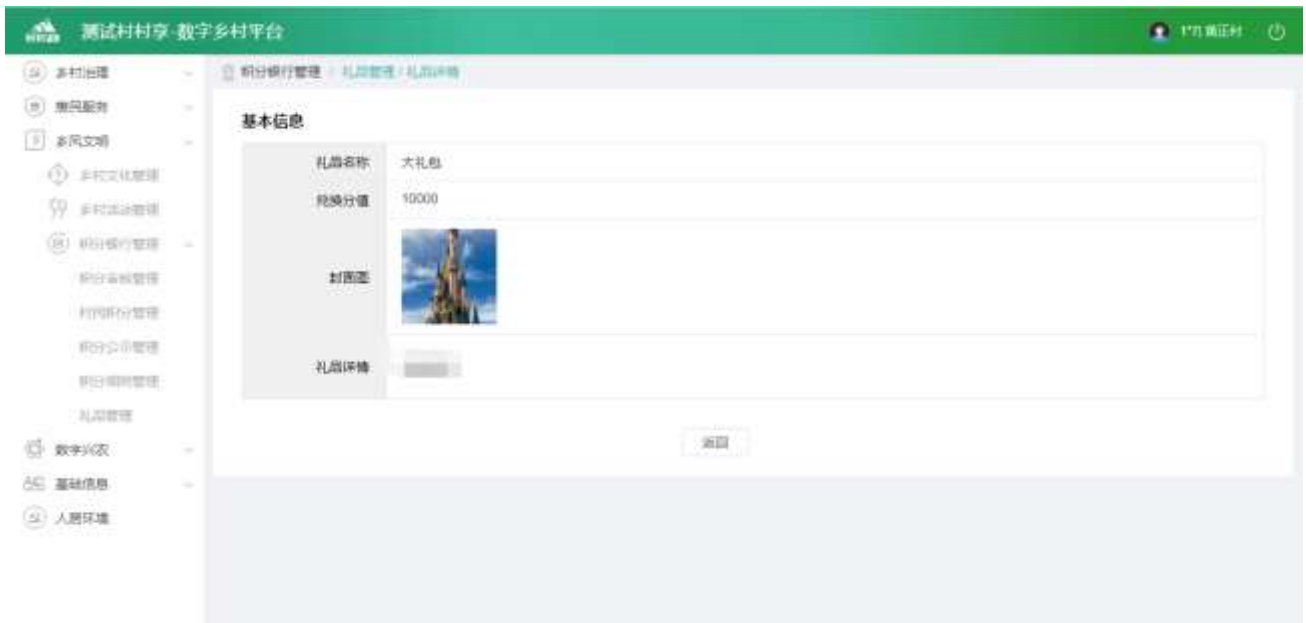 测试村村享·数字乡村平台
乡村治理
积分银行管理 / 礼品管理 / 礼品详情
惠民服务
基本信息
乡风文明
礼品名称 大礼包
乡村文化管理
兑换分值 10000
乡村活动管理
积分银行管理
封面图
积分审核管理
村民积分管理
积分公示管理
礼品详情
积分细则管理
礼品管理
返回
数字兴农
基础信息
人居环境